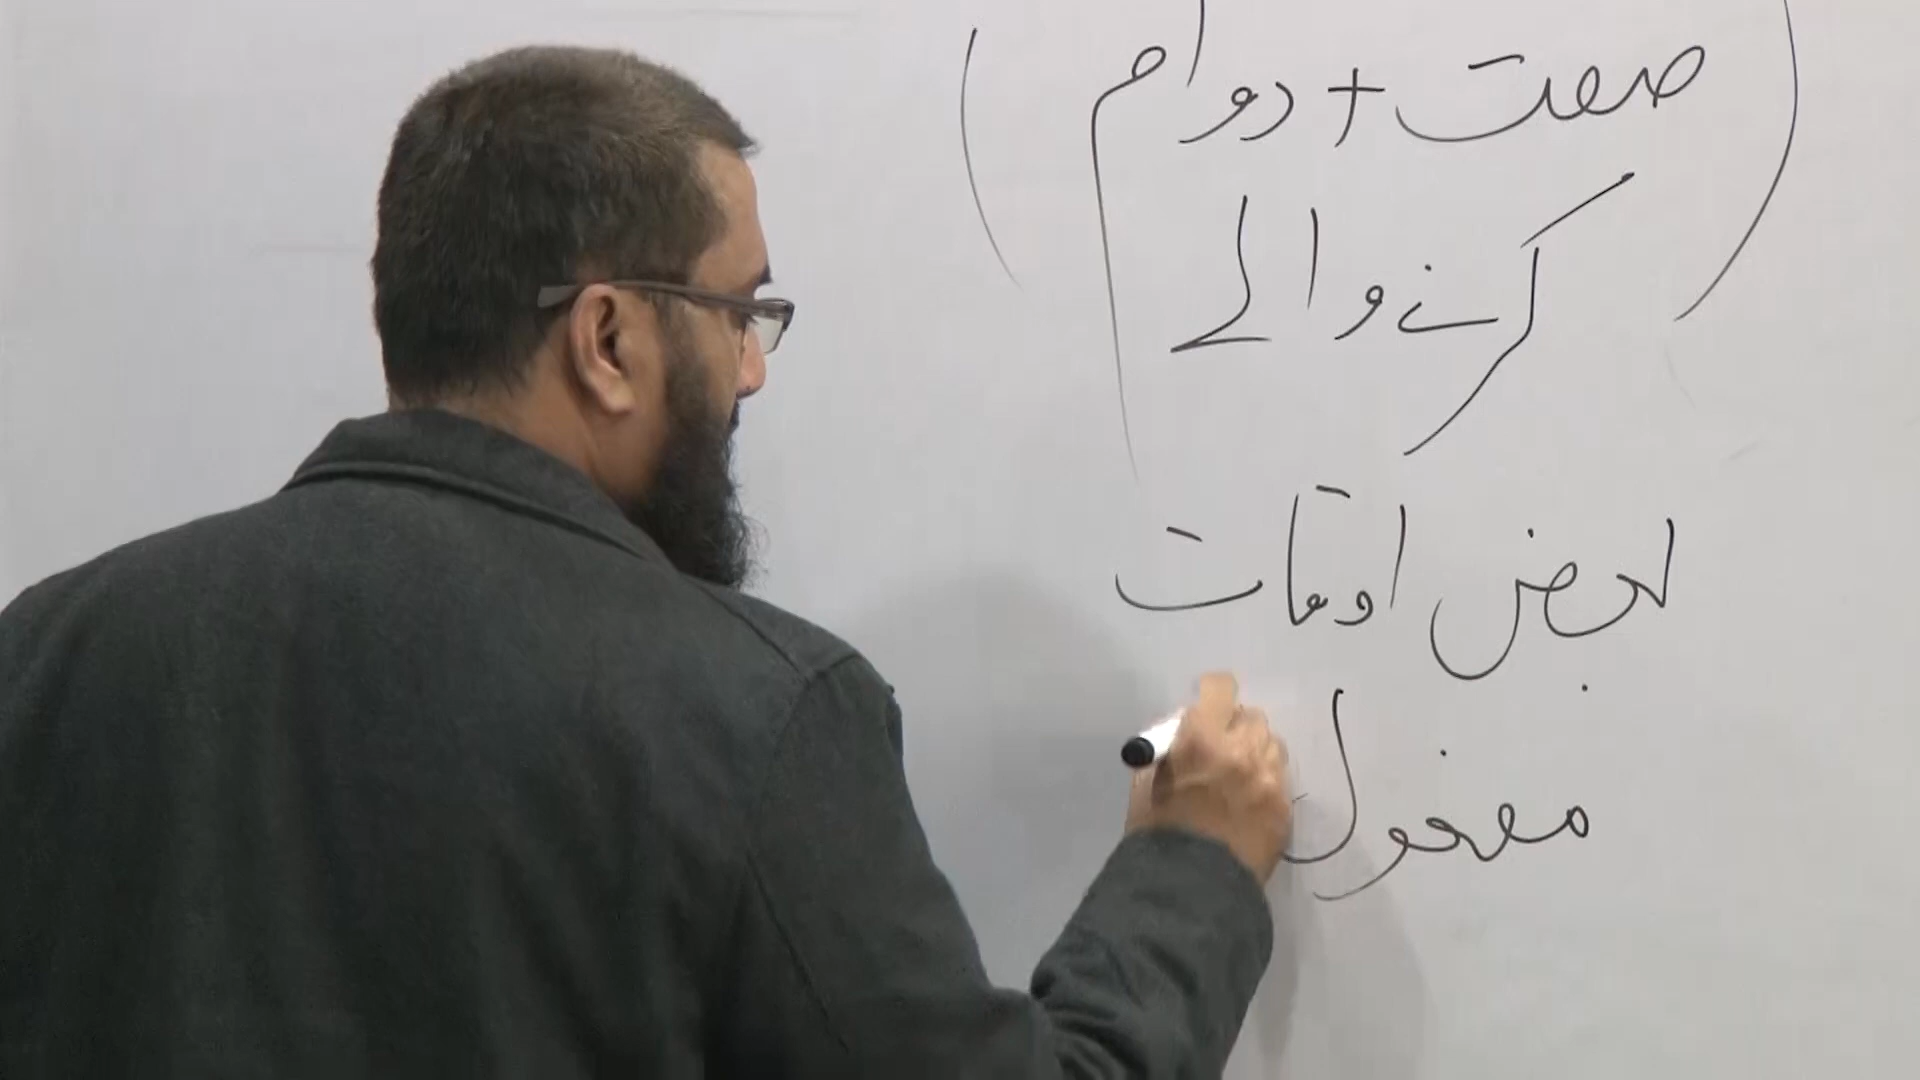 (صفت + دوام
کرنے والے)
بعض اوقات
مفعول